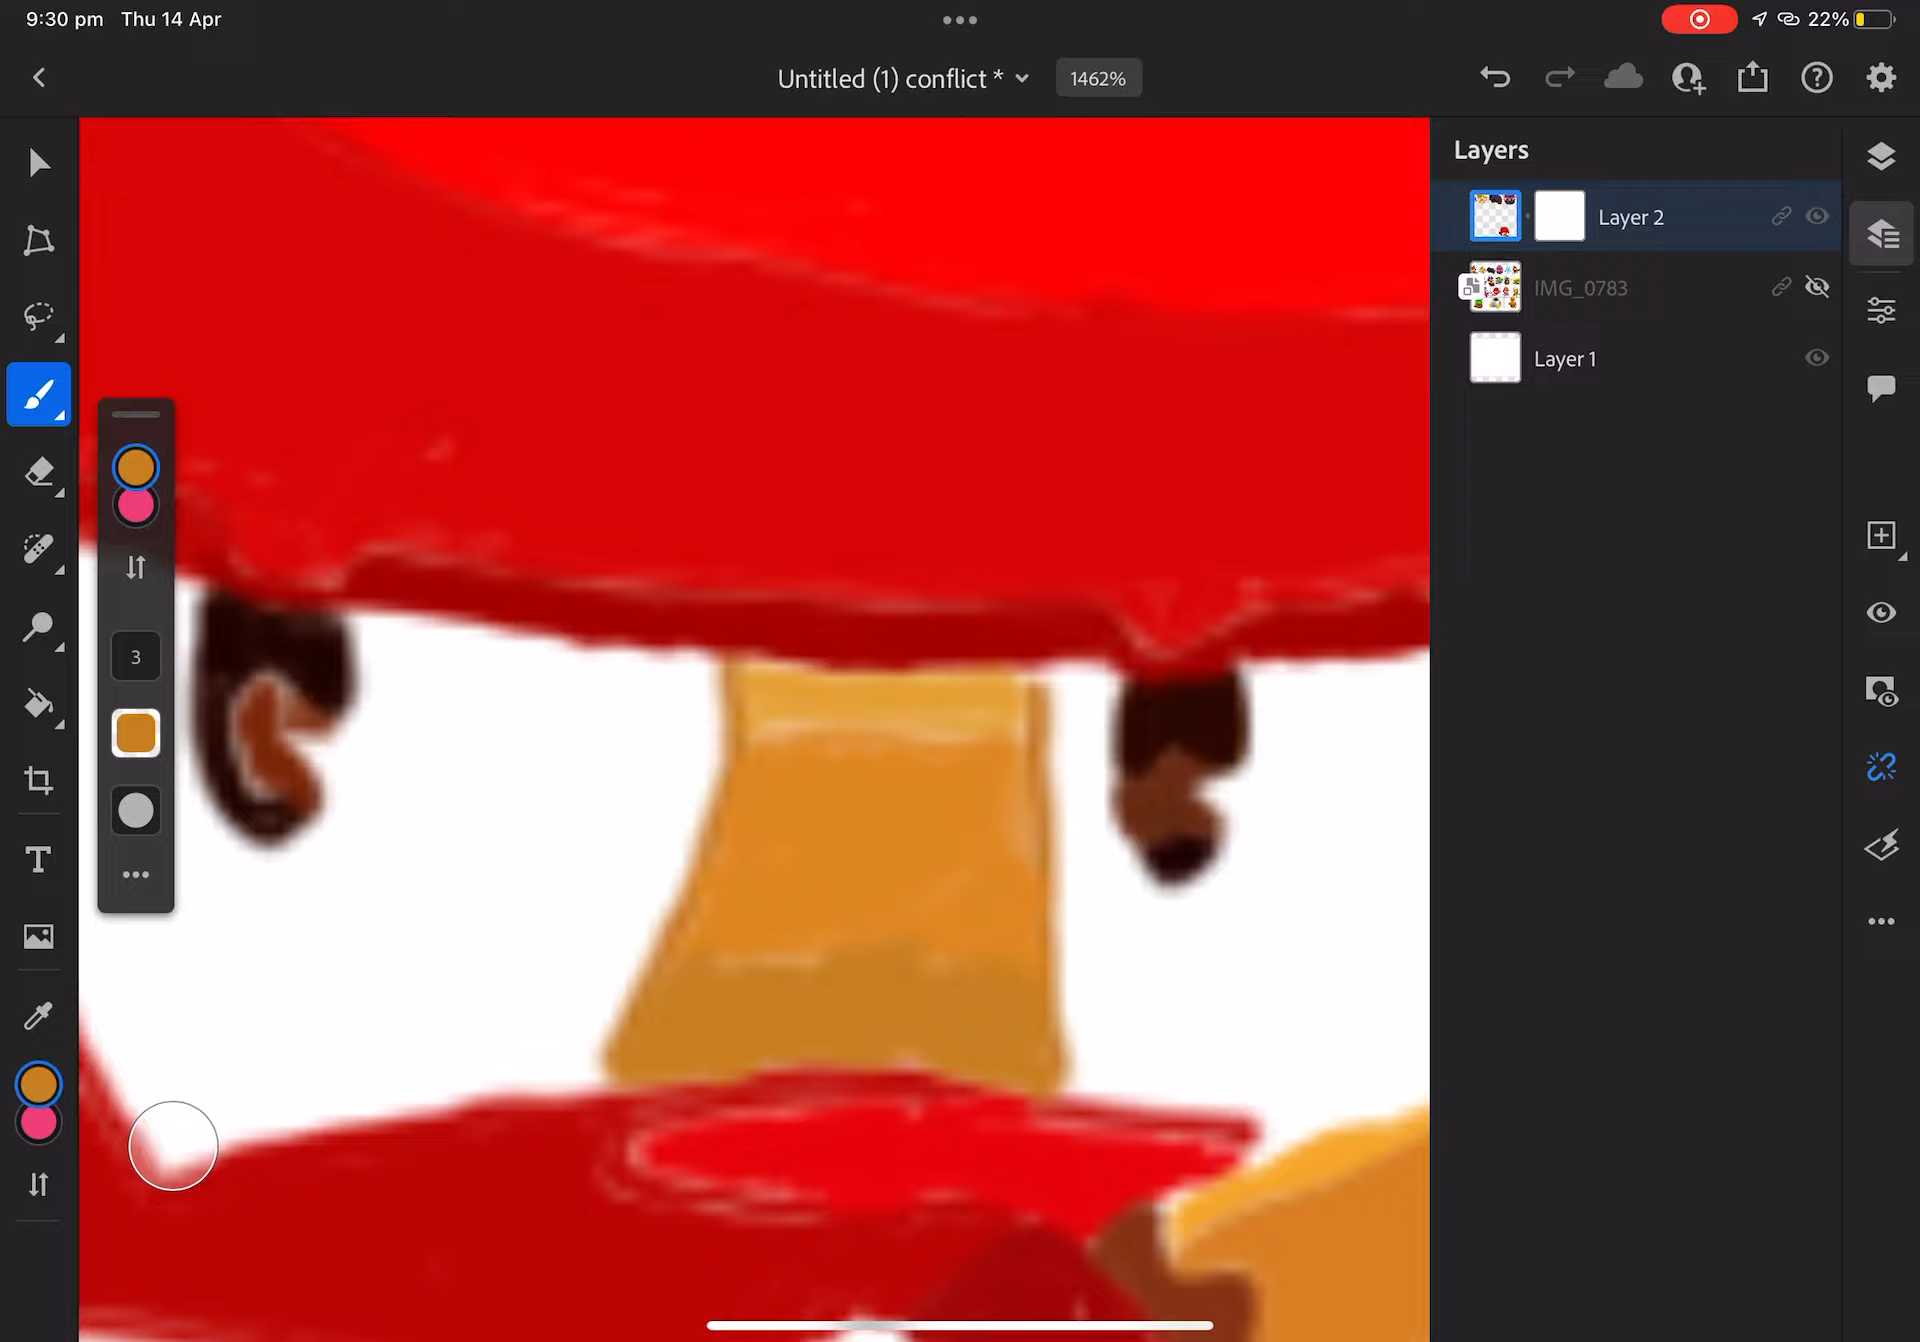 9:30 pm Thu 14 Apr
22%
Untitled (1) conflict *
1462%
Layers
Layer 2
IMG_0783
Layer 1
3
T